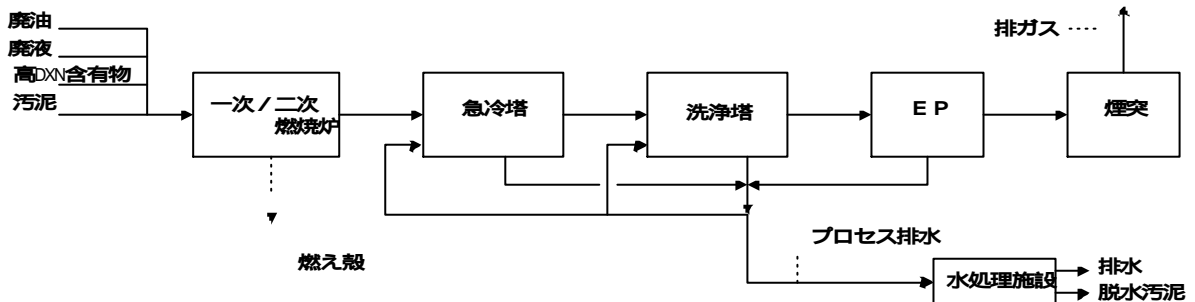 廃油
廃液
高DXN含有物
汚泥
一次/二次
燃焼炉
急冷塔
洗浄塔
EP
煙突
排ガス
燃え殻
プロセス排水
水処理施設
排水
脱水汚泥